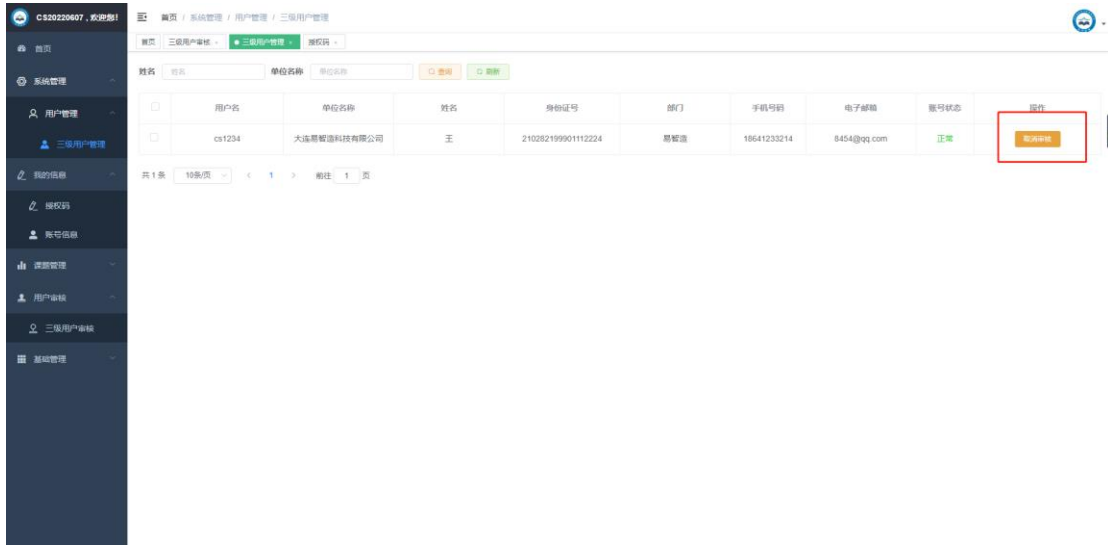 CS20220607 , 欢迎您!
首页 / 系统管理 / 用户管理 / 三级用户管理
首页 三级用户审核 × 三级用户管理 × 授权码 ×
首页
系统管理
用户管理
三级用户管理
我的信息
授权码
账号信息
课题管理
用户审核
三级用户审核
基础管理
姓名 姓名 单位名称 单位名称 查询 刷新
用户名 单位名称 姓名 身份证号 部门 手机号码 电子邮箱 账号状态 操作
cs1234 大连易智造科技有限公司 王 210282199901112224 易智造 18641233214 8454@qq.com 正常 取消审核
共 1 条 10条/页 < 1 > 前往 1 页